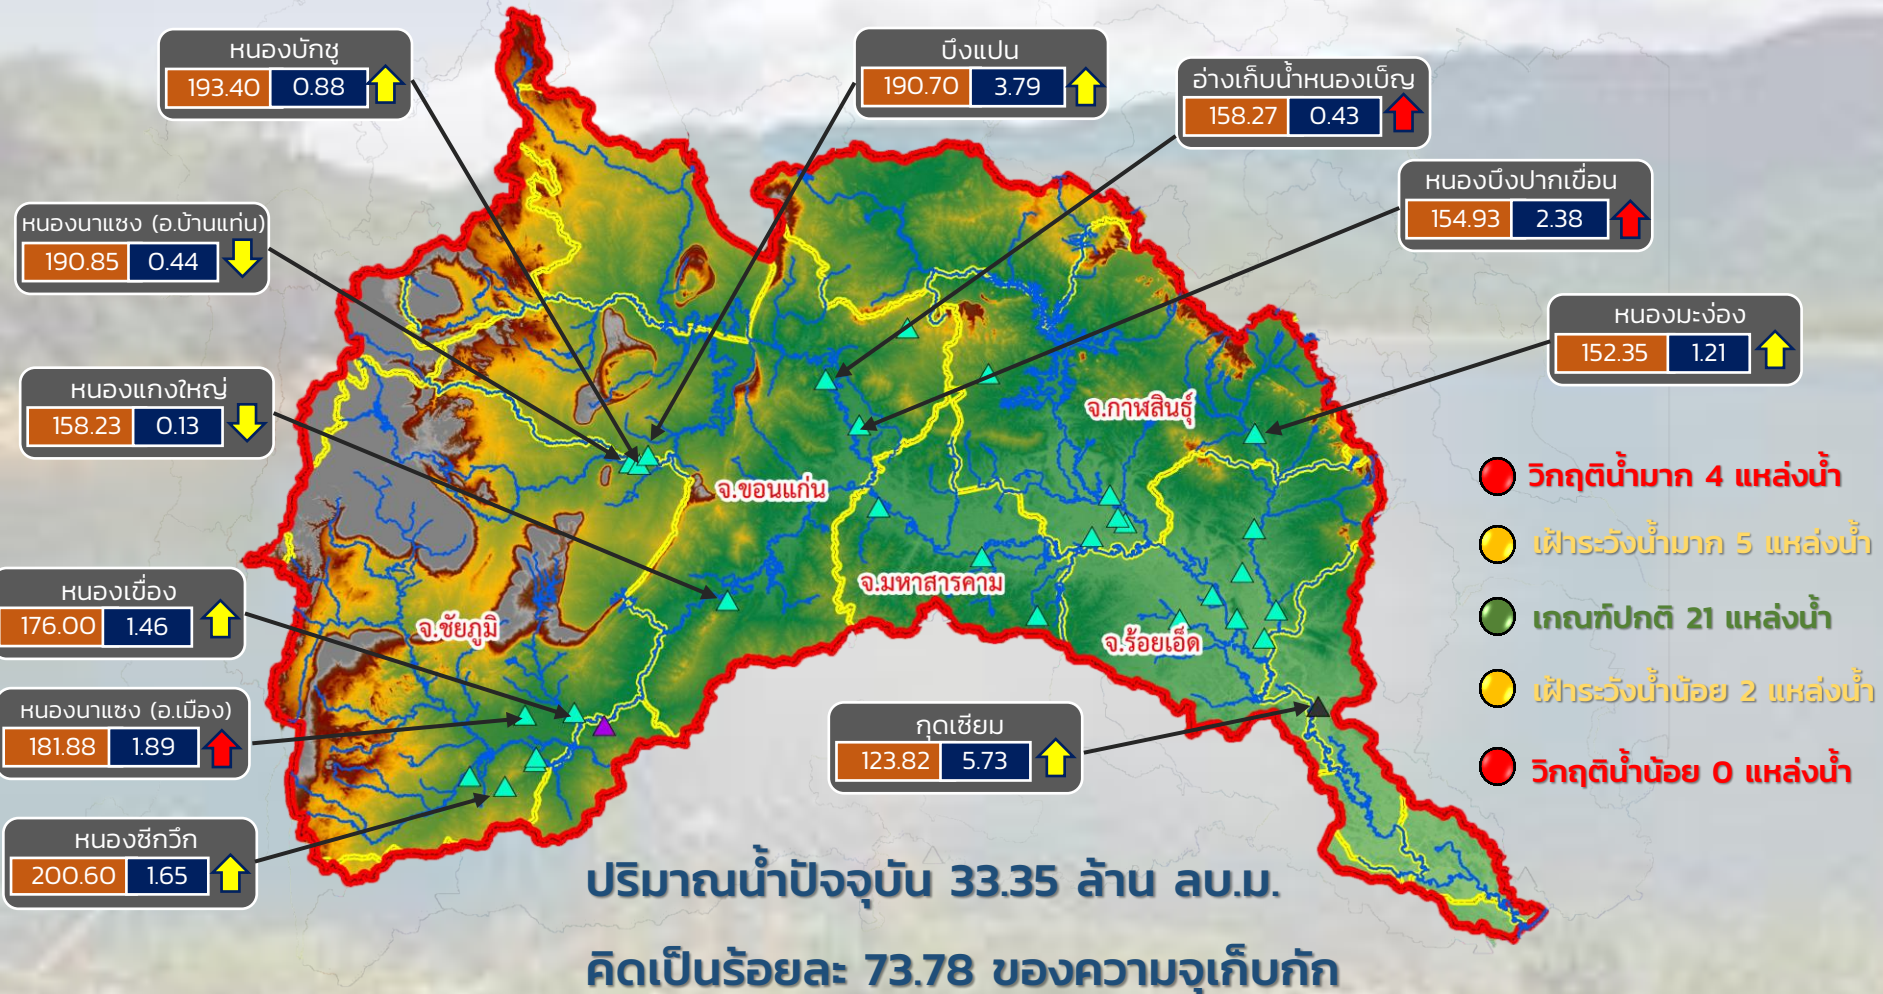 หนองบักชู
193.40 0.88
บึงแปน
190.70 3.79
อ่างเก็บน้ำหนองเบ็ญ
158.27 0.43
หนองบึงปากเขื่อน
154.93 2.38
หนองนาแซง (อ.บ้านแท่น)
190.85 0.44
หนองมะง่อง
152.35 1.21
หนองแกงใหญ่
158.23 0.13
จ.กาฬสินธุ์
จ.ขอนแก่น
วิกฤติน้ำมาก 4 แหล่งน้ำ
เฝ้าระวังน้ำมาก 5 แหล่งน้ำ
หนองเขื่อง
176.00 1.46
จ.มหาสารคาม
จ.ชัยภูมิ
จ.ร้อยเอ็ด
เกณฑ์ปกติ 21 แหล่งน้ำ
เฝ้าระวังน้ำน้อย 2 แหล่งน้ำ
หนองนาแซง (อ.เมือง)
181.88 1.89
กุดเซียม
123.82 5.73
วิกฤติน้ำน้อย 0 แหล่งน้ำ
หนองซีกวึก
200.60 1.65
ปริมาณน้ำปัจจุบัน 33.35 ล้าน ลบ.ม.
คิดเป็นร้อยละ 73.78 ของความจุเก็บกัก